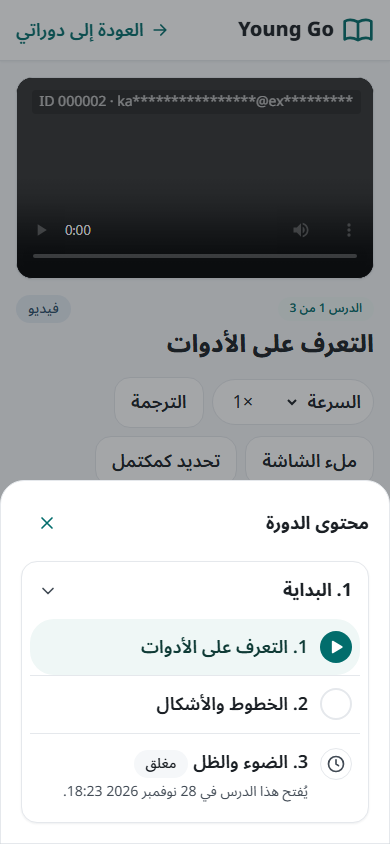 Young Go
العودة إلى دوراتي
ID 000002 · ka****************@ex*********
0:00
الدرس 1 من 3
فيديو
التعرف على الأدوات
السرعة
1×
الترجمة
ملء الشاشة
تحديد كمكتمل
محتوى الدورة
1. البداية
1. التعرف على الأدوات
2. الخطوط والأشكال
3. الضوء والظل
مغلق
يُفتح هذا الدرس في 28 نوفمبر 2026 18:23.